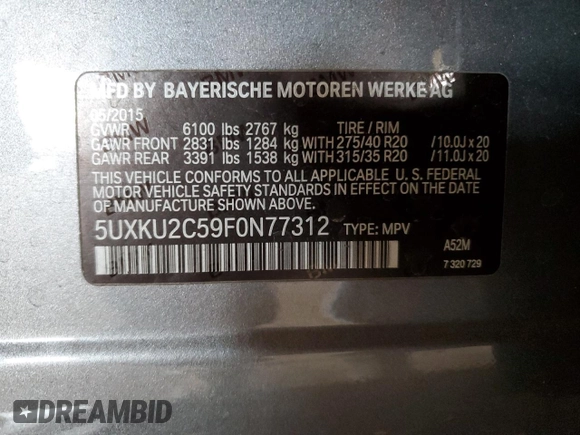 MFD BY BAYERISCHE MOTOREN WERKE AG
05/2015
GVWR 6100 lbs 2767 kg TIRE / RIM
GAWR FRONT 2831 lbs 1284 kg WITH 275/40 R20 /10.0J x 20
GAWR REAR 3391 lbs 1538 kg WITH 315/35 R20 /11.0J x 20
THIS VEHICLE CONFORMS TO ALL APPLICABLE U. S. FEDERAL
MOTOR VEHICLE SAFETY STANDARDS IN EFFECT ON THE DATE
OF MANUFACTURE SHOWN ABOVE.
5UXKU2C59F0N77312 TYPE: MPV
A52M
7 320 729
DREAMBID